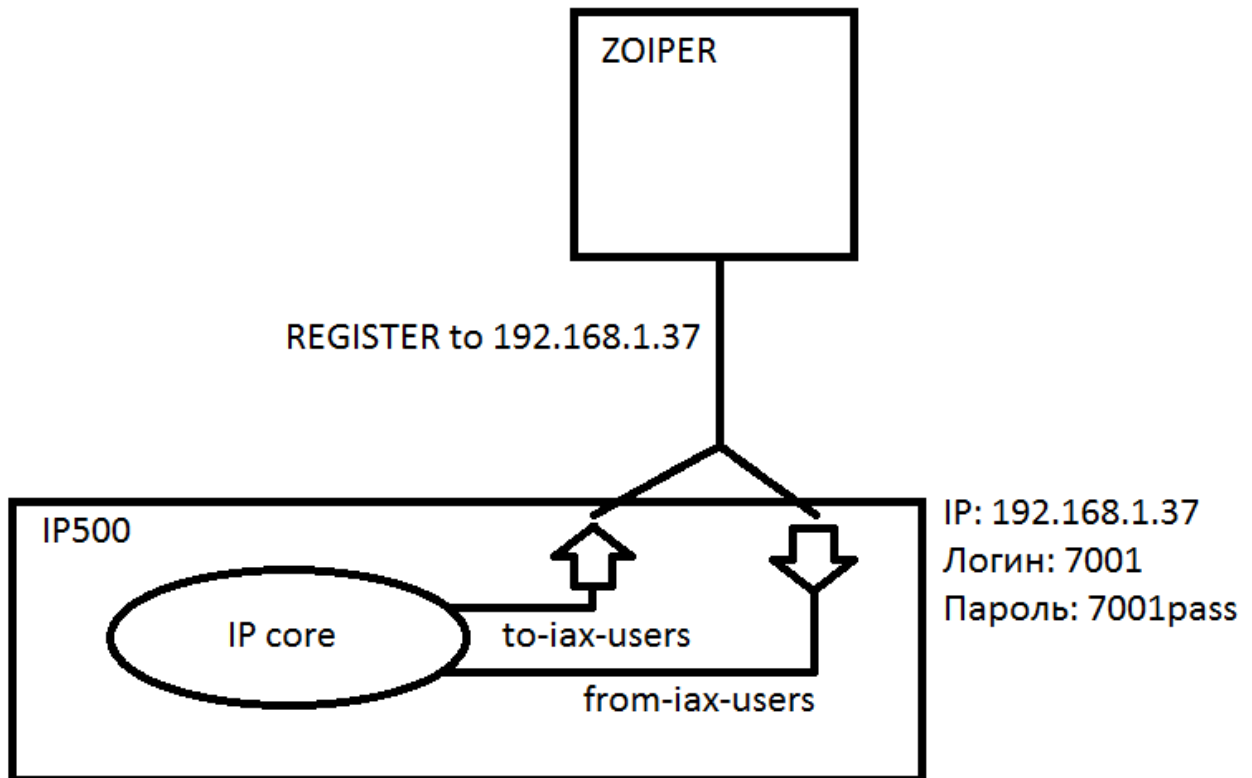 ZOIPER
REGISTER to 192.168.1.37
IP500
IP: 192.168.1.37
Логин: 7001
Пароль: 7001pass
IP core
to-iax-users
from-iax-users